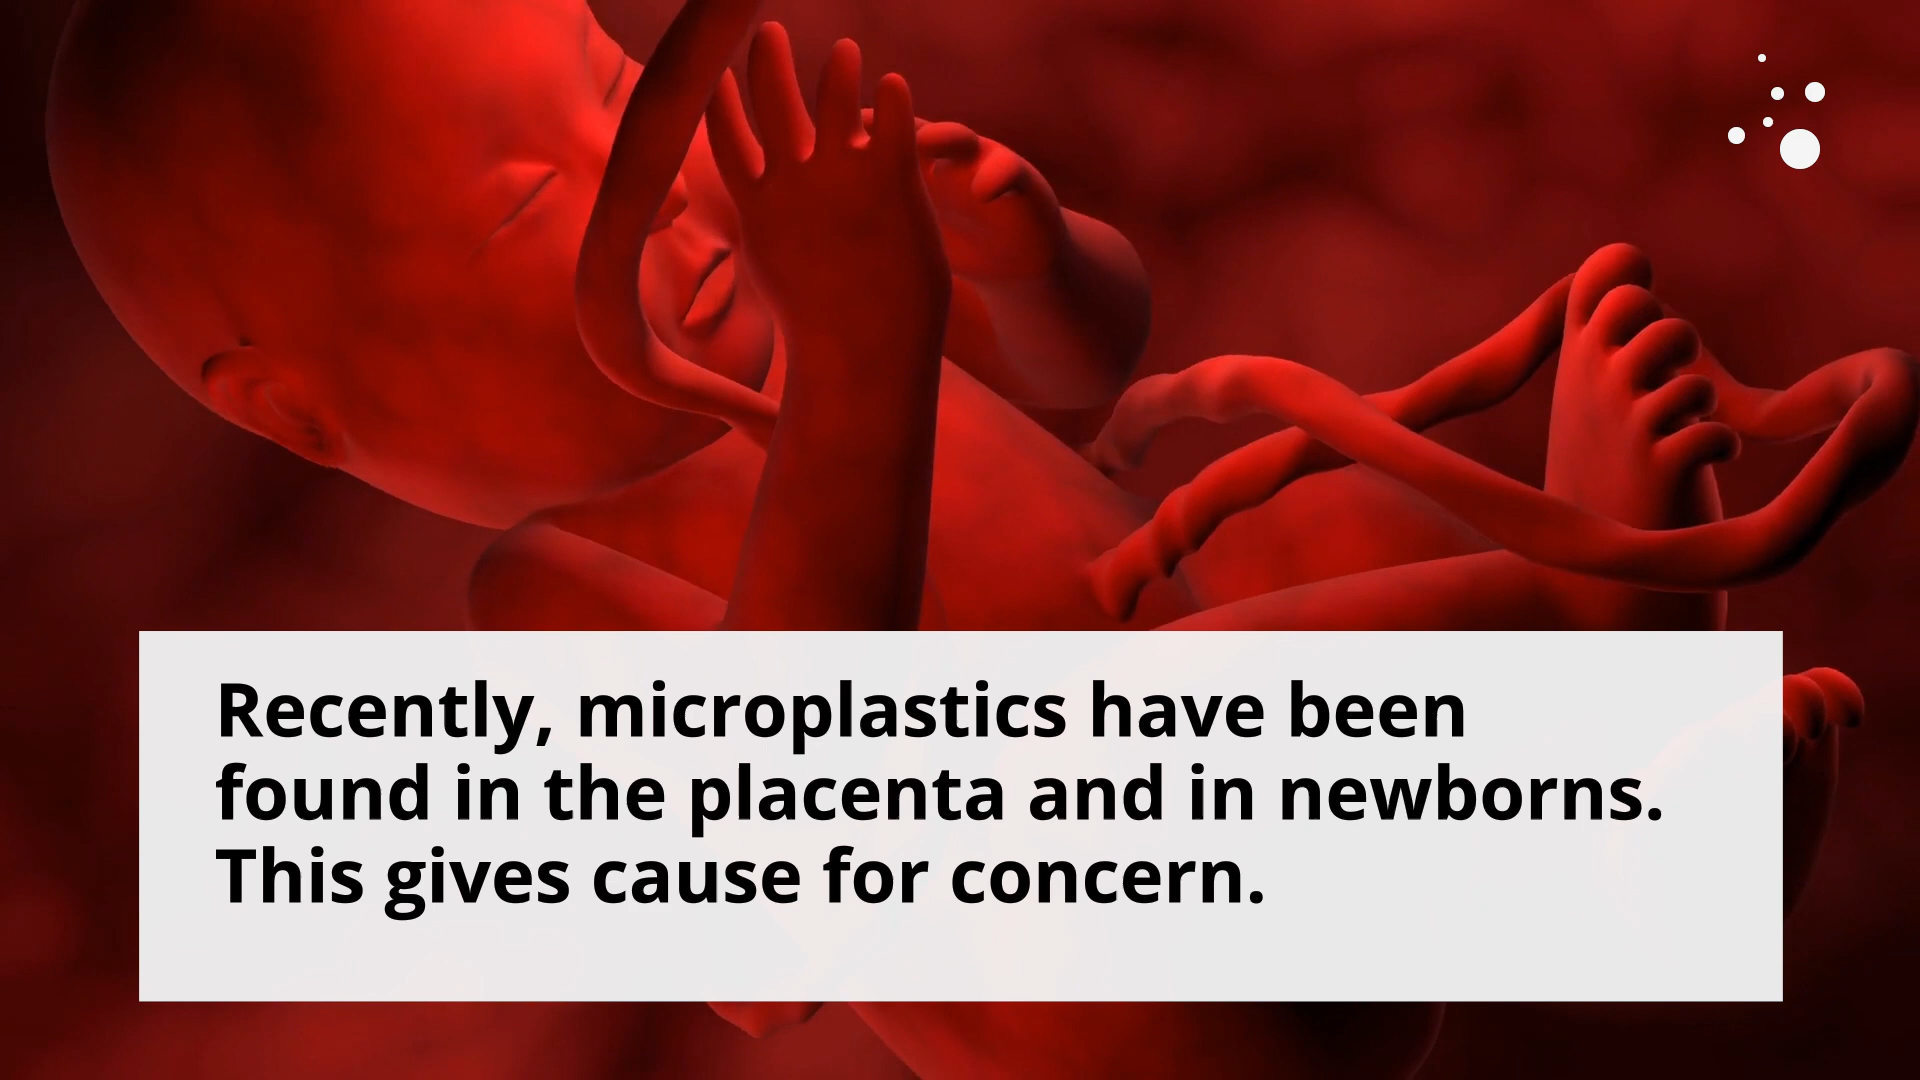 Recently, microplastics have been
found in the placenta and in newborns.
This gives cause for concern.